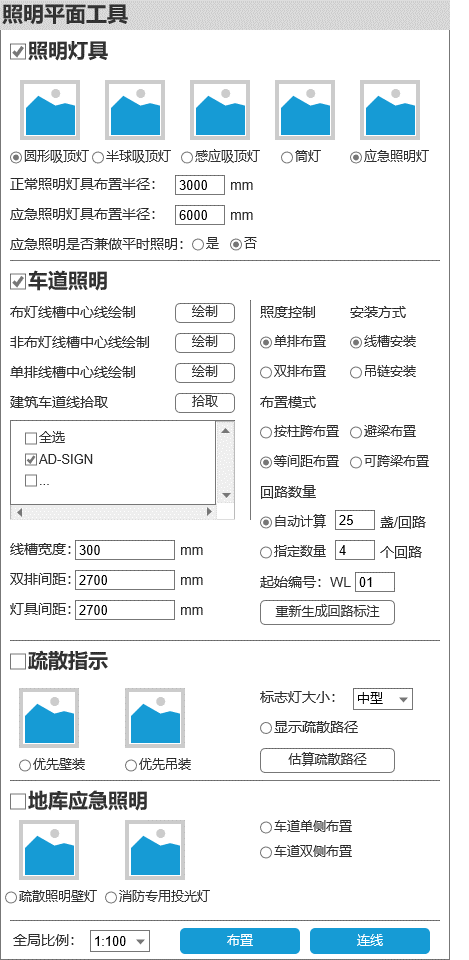 照明平面工具
照明灯具
圆形吸顶灯 半球吸顶灯 感应吸顶灯 筒灯 应急照明灯
正常照明灯具布置半径： 3000 mm
应急照明灯具布置半径： 6000 mm
应急照明是否兼做平时照明： 是 否
车道照明
布灯线槽中心线绘制 绘制
非布灯线槽中心线绘制 绘制
单排线槽中心线绘制 绘制
建筑车道线拾取 拾取
全选
AD-SIGN
...
线槽宽度： 300 mm
双排间距： 2700 mm
灯具间距： 2700 mm
照度控制 安装方式
单排布置 线槽安装
双排布置 吊链安装
布置模式
按柱跨布置 避梁布置
等间距布置 可跨梁布置
回路数量
自动计算 25 盏/回路
指定数量 4 个回路
起始编号： WL 01
重新生成回路标注
疏散指示
优先壁装 优先吊装
标志灯大小： 中型
显示疏散路径
估算疏散路径
地库应急照明
疏散照明壁灯 消防专用投光灯
车道单侧布置
车道双侧布置
全局比例： 1:100 布置 连线